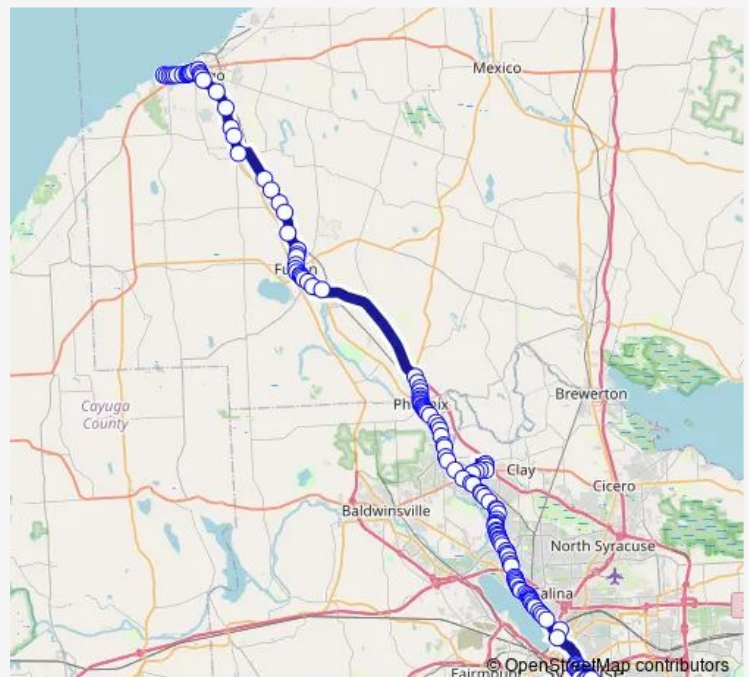 Mexico
Cayuga
County
Brewerton
Clay
Cicero
Baldwinsville
North Syracuse
© OpenStreetMap contributors